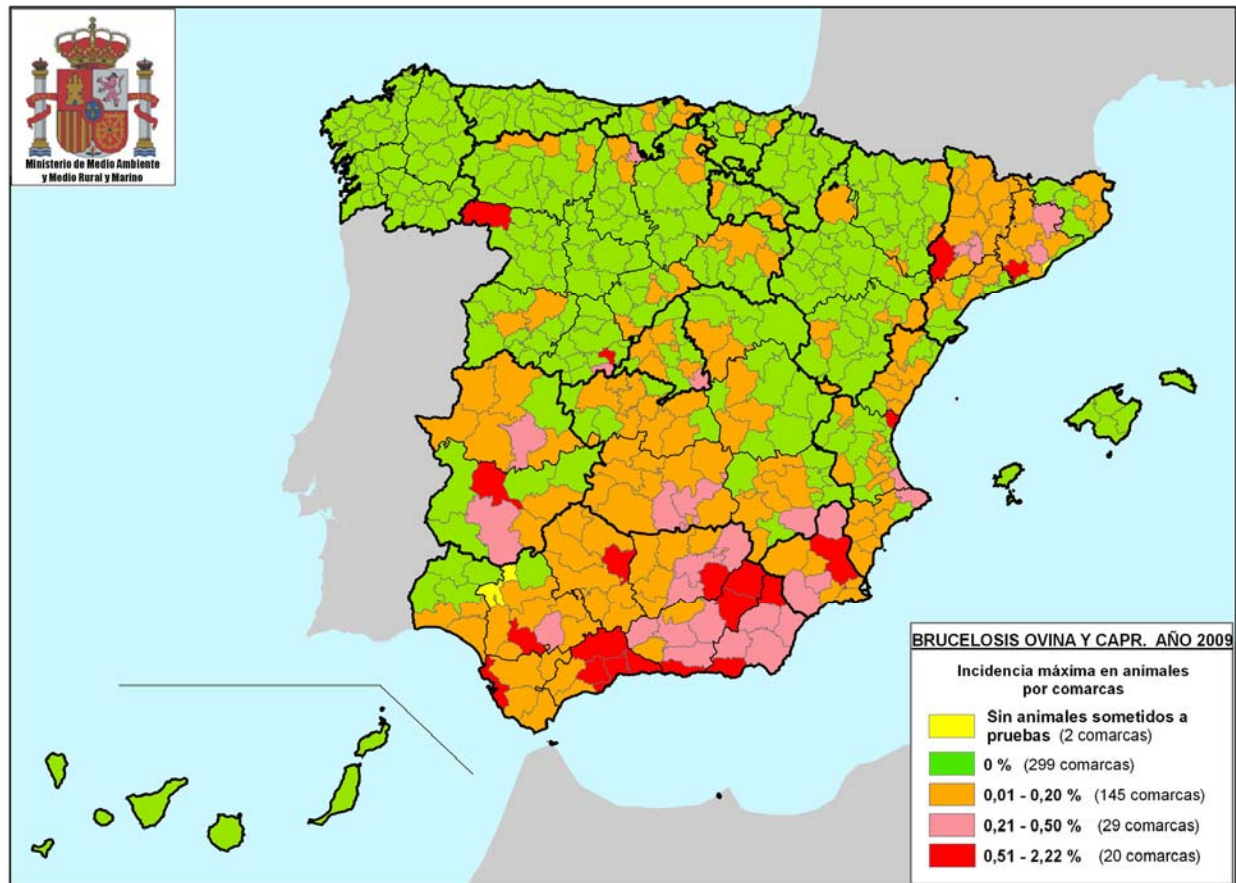 Ministerio de Medio Ambiente
y Medio Rural y Marino
BRUCELOSIS OVINA Y CAPR. AÑO 2009
Incidencia máxima en animales
por comarcas
Sin animales sometidos a
pruebas (2 comarcas)
0 % (299 comarcas)
0,01 - 0,20 % (145 comarcas)
0,21 - 0,50 % (29 comarcas)
0,51 - 2,22 % (20 comarcas)